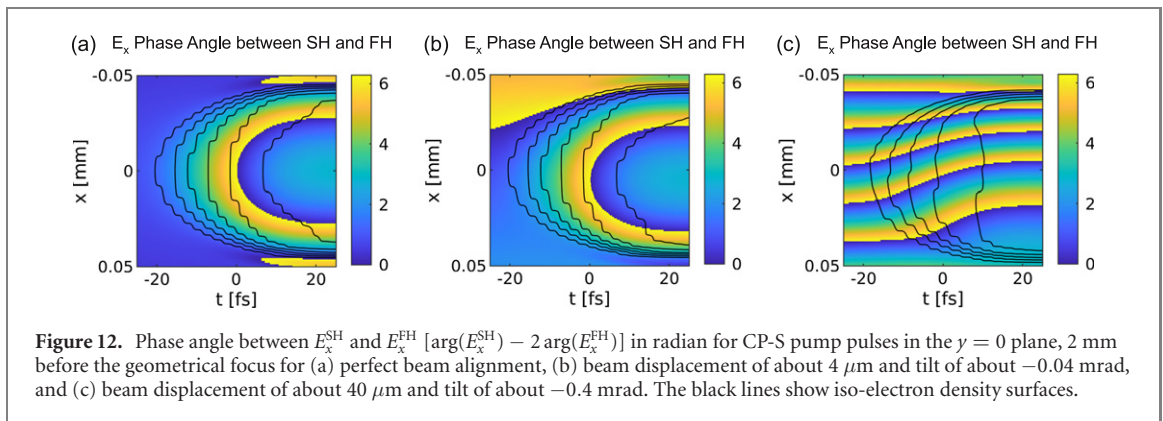 (a) Eₓ Phase Angle between SH and FH (b) Eₓ Phase Angle between SH and FH (c) Eₓ Phase Angle between SH and FH
-0.05 6 -0.05 6 -0.05 6
4 4 4
x [mm] 0 x [mm] 0 x [mm] 0
2 2 2
0.05 0 0.05 0 0.05 0
-20 0 20 -20 0 20 -20 0 20
t [fs] t [fs] t [fs]
Figure 12. Phase angle between Eₓ^SH and Eₓ^FH [arg(Eₓ^SH) − 2 arg(Eₓ^FH)] in radian for CP-S pump pulses in the y = 0 plane, 2 mm
before the geometrical focus for (a) perfect beam alignment, (b) beam displacement of about 4 μm and tilt of about −0.04 mrad,
and (c) beam displacement of about 40 μm and tilt of about −0.4 mrad. The black lines show iso-electron density surfaces.